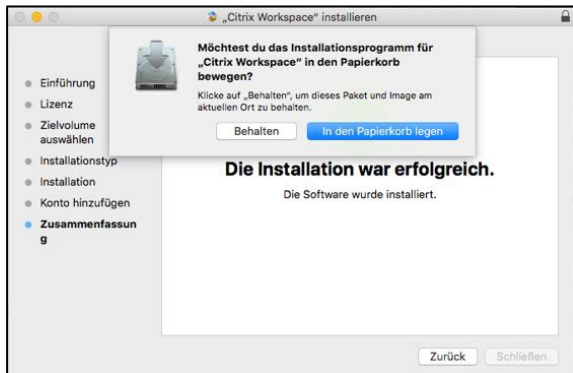 „Citrix Workspace“ installieren
Möchtest du das Installationsprogramm für
„Citrix Workspace“ in den Papierkorb
bewegen?
Klicke auf „Behalten“, um dieses Paket und Image am
aktuellen Ort zu behalten.
Behalten
In den Papierkorb legen
Einführung
Lizenz
Zielvolume
auswählen
Installationstyp
Installation
Konto hinzufügen
Zusammenfassun
g
Die Installation war erfolgreich.
Die Software wurde installiert.
Zurück
Schließen